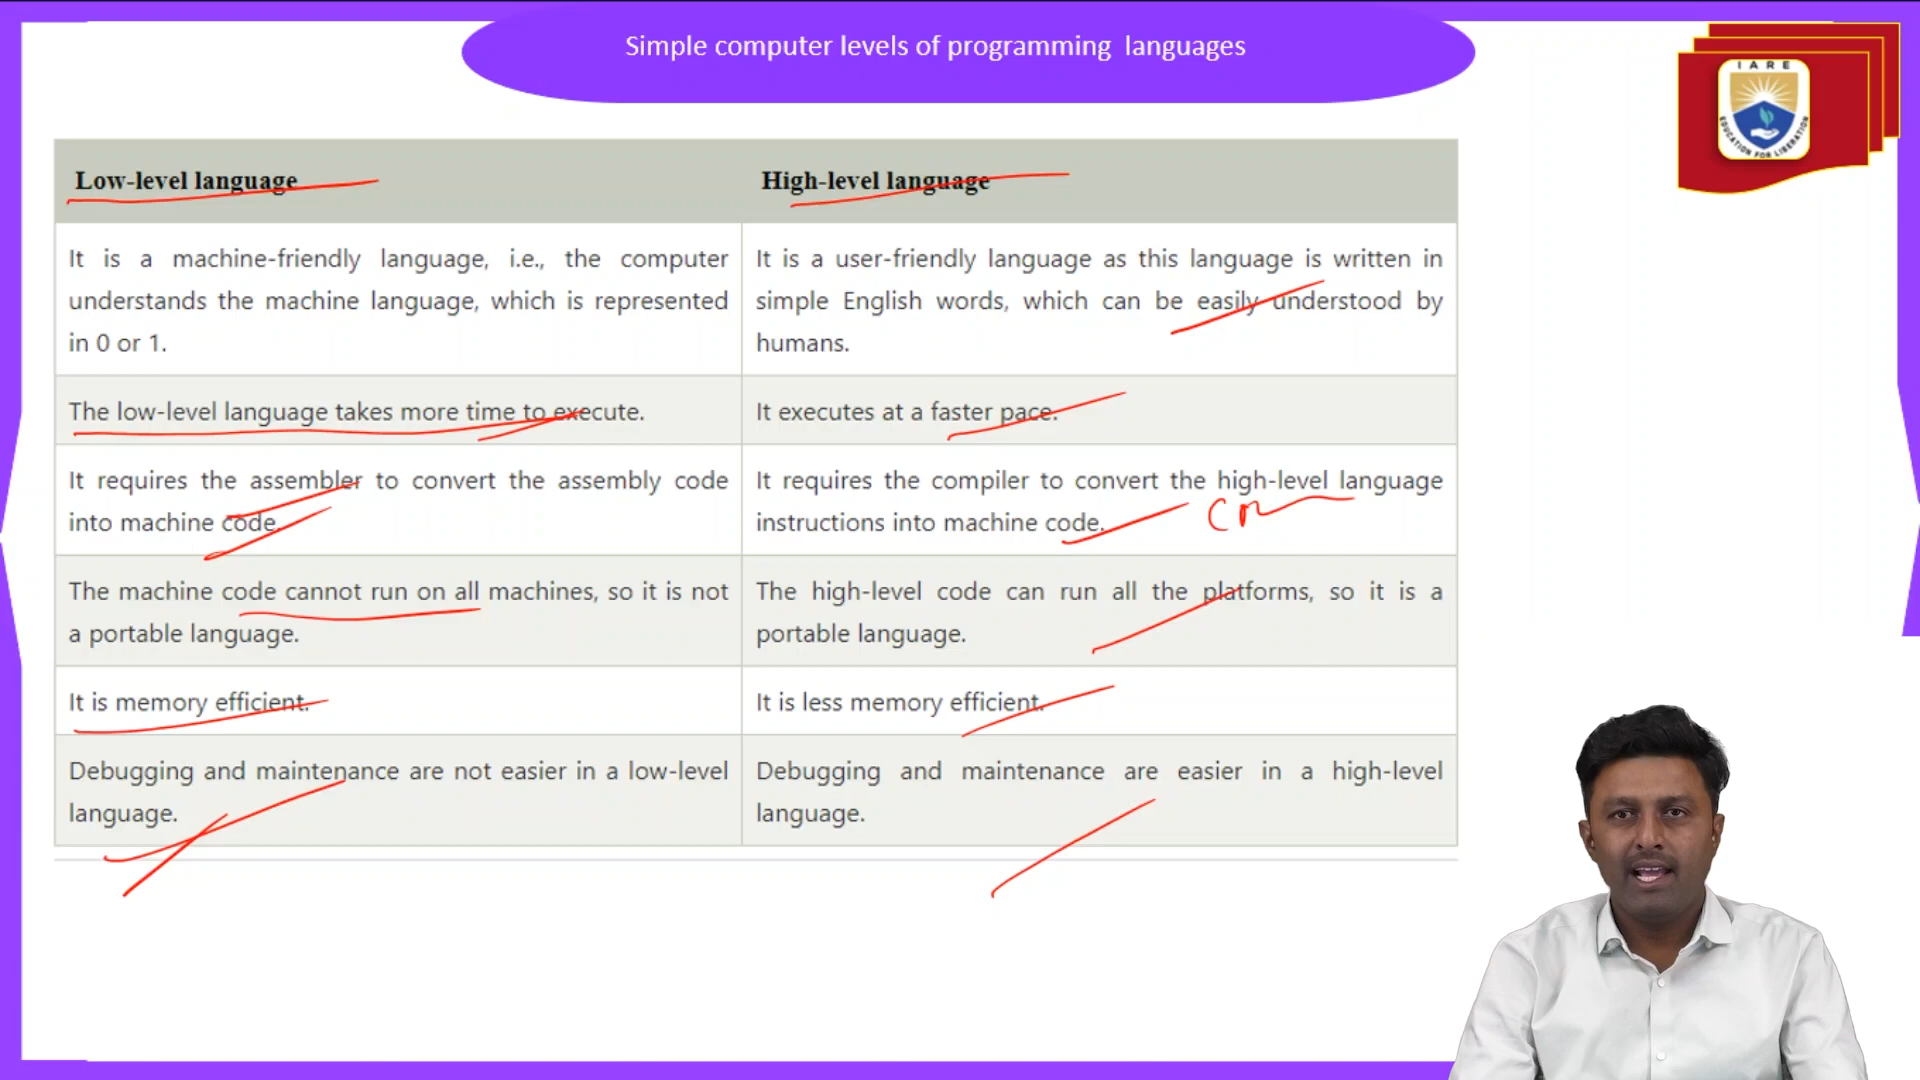 Simple computer levels of programming languages
IARE
EDUCATION FOR LIBERATION
Low-level language
High-level language
It is a machine-friendly language, i.e., the computer
understands the machine language, which is represented
in 0 or 1.
It is a user-friendly language as this language is written in
simple English words, which can be easily understood by
humans.
The low-level language takes more time to execute.
It executes at a faster pace.
It requires the assembler to convert the assembly code
into machine code.
It requires the compiler to convert the high-level language
instructions into machine code.
The machine code cannot run on all machines, so it is not
a portable language.
The high-level code can run all the platforms, so it is a
portable language.
It is memory efficient.
It is less memory efficient.
Debugging and maintenance are not easier in a low-level
language.
Debugging and maintenance are easier in a high-level
language.